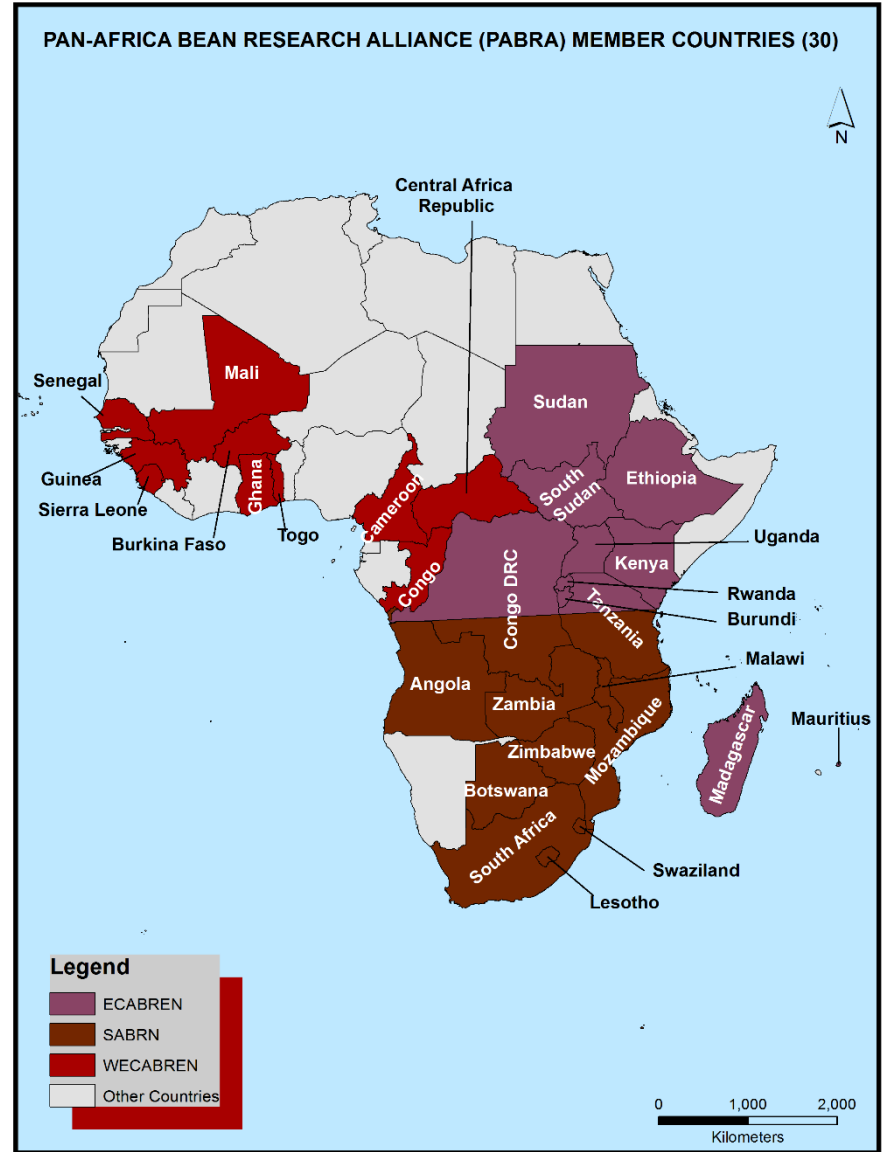 PAN-AFRICA BEAN RESEARCH ALLIANCE (PABRA) MEMBER COUNTRIES (30)
N
Central Africa
Republic
Mali
Senegal
Sudan
Guinea
Ghana
Cameroon
South
Sudan
Ethiopia
Sierra Leone
Burkina Faso
Togo
Uganda
Kenya
Congo
Congo DRC
Rwanda
Tanzania
Burundi
Malawi
Angola
Zambia
Mozambique
Mauritius
Madagascar
Zimbabwe
Botswana
South Africa
Swaziland
Lesotho
Legend
ECABREN
SABRN
WECABREN
Other Countries
0 1,000 2,000
Kilometers